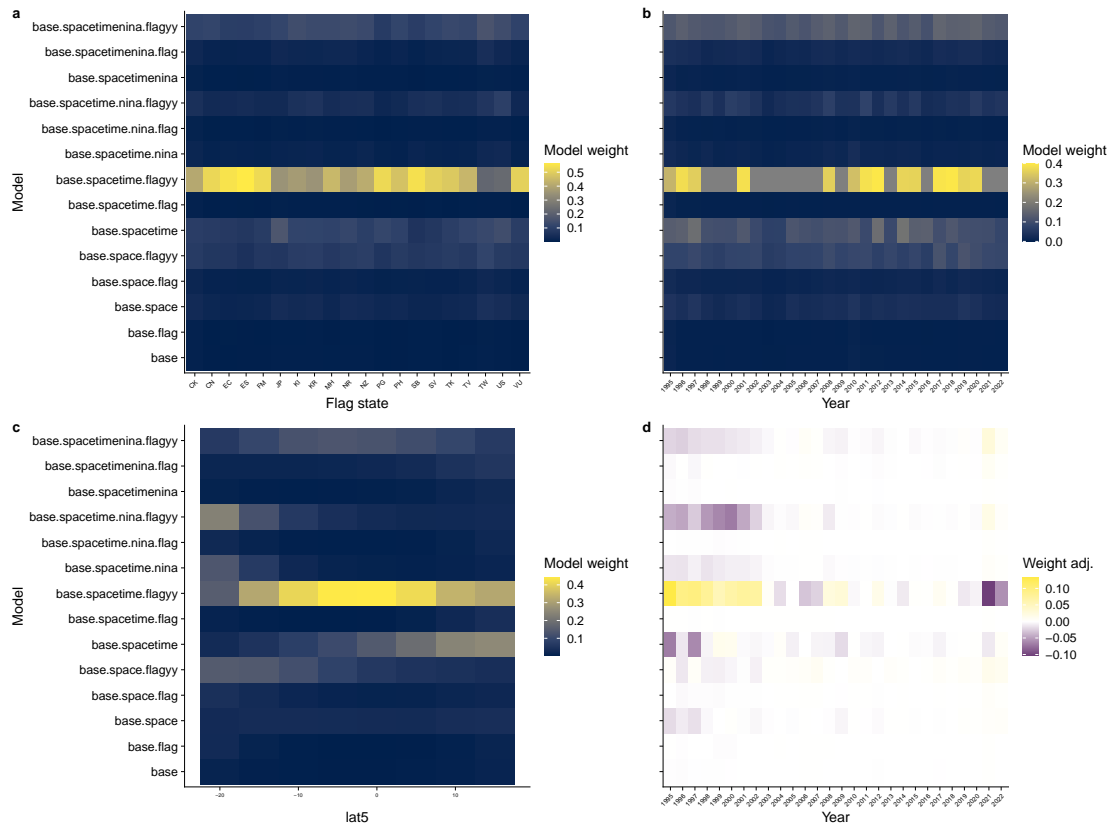 a
base.spacetimenina.flagyy
base.spacetimenina.flag
base.spacetimenina
base.spacetime.nina.flagyy
base.spacetime.nina.flag
base.spacetime.nina
base.spacetime.flagyy
base.spacetime.flag
base.spacetime
base.space.flagyy
base.space.flag
base.space
base.flag
base
Model
CK CN EC ES FM JP KI KR MH NR NZ PG PH SB SV TK TV TW US VU
Flag state
Model weight
0.5
0.4
0.3
0.2
0.1
b
1995 1996 1997 1998 1999 2000 2001 2002 2003 2004 2005 2006 2007 2008 2009 2010 2011 2012 2013 2014 2015 2016 2017 2018 2019 2020 2021 2022
Year
Model weight
0.4
0.3
0.2
0.1
0.0
c
base.spacetimenina.flagyy
base.spacetimenina.flag
base.spacetimenina
base.spacetime.nina.flagyy
base.spacetime.nina.flag
base.spacetime.nina
base.spacetime.flagyy
base.spacetime.flag
base.spacetime
base.space.flagyy
base.space.flag
base.space
base.flag
base
Model
−20 −10 0 10
lat5
Model weight
0.4
0.3
0.2
0.1
d
1995 1996 1997 1998 1999 2000 2001 2002 2003 2004 2005 2006 2007 2008 2009 2010 2011 2012 2013 2014 2015 2016 2017 2018 2019 2020 2021 2022
Year
Weight adj.
0.10
0.05
0.00
−0.05
−0.10